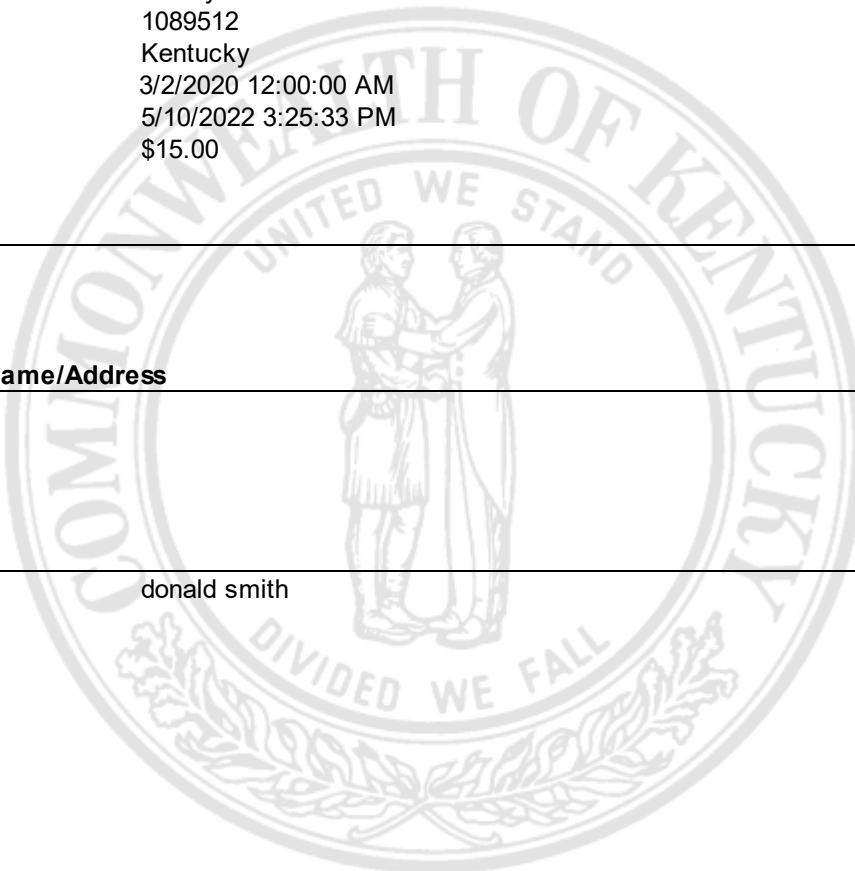 1089512
Kentucky
3/2/2020 12:00:00 AM
5/10/2022 3:25:33 PM
$15.00
COMMONWEALTH OF KENTUCKY
UNITED WE STAND
ame/Address
donald smith
DIVIDED WE FALL